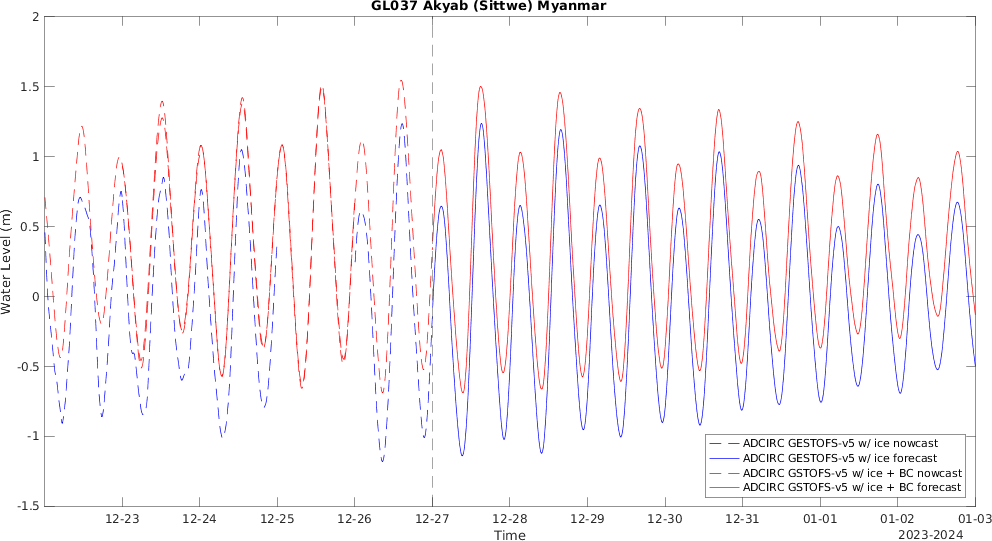 GL037 Akyab (Sittwe) Myanmar
Water Level (m)
2
1.5
1
0.5
0
-0.5
-1
-1.5
12-23 12-24 12-25 12-26 12-27 12-28 12-29 12-30 12-31 01-01 01-02 01-03
Time
2023-2024
ADCIRC GESTOFS-v5 w/ ice nowcast
ADCIRC GESTOFS-v5 w/ ice forecast
ADCIRC GSTOFS-v5 w/ ice + BC nowcast
ADCIRC GSTOFS-v5 w/ ice + BC forecast